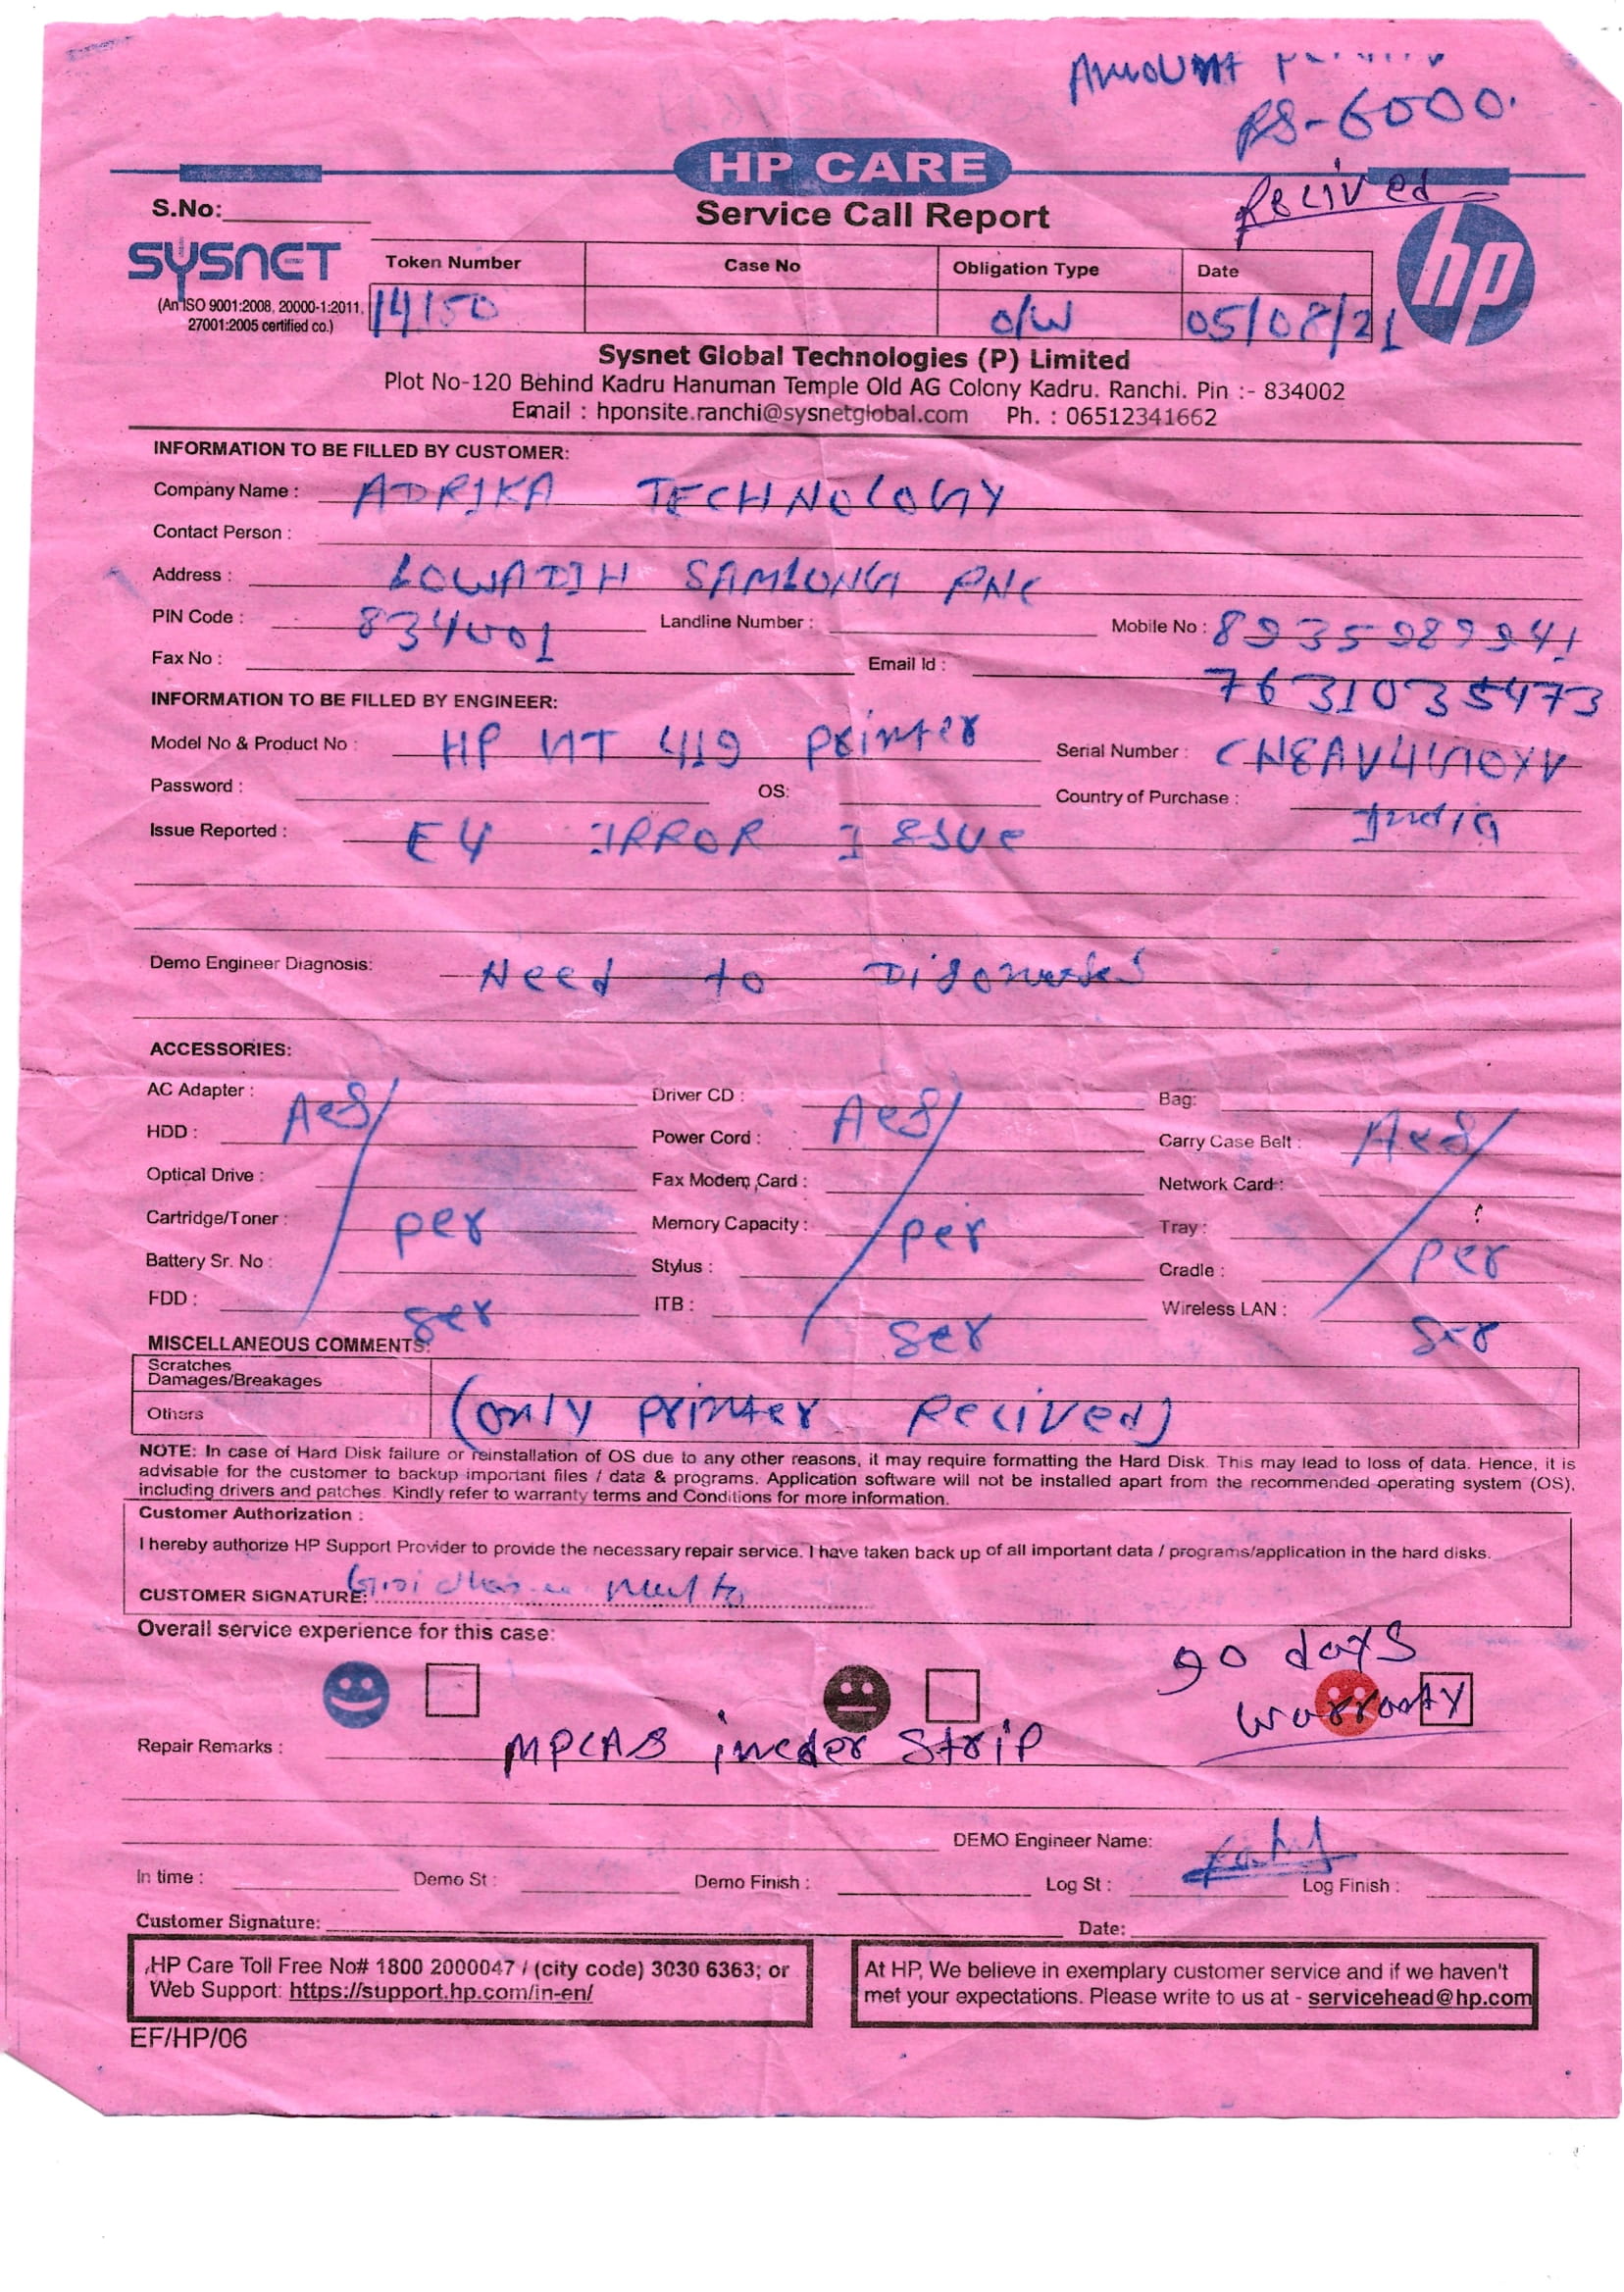 Amount
RS-6000.
Recived
HP CARE
Service Call Report
S.No:
SYSNET
(An ISO 9001:2008, 20000-1:2011,
27001:2005 certified co.)
Token Number Case No Obligation Type Date
14150 O/W 05/08/21
hp
Sysnet Global Technologies (P) Limited
Plot No-120 Behind Kadru Hanuman Temple Old AG Colony Kadru. Ranchi. Pin :- 834002
Email : hponsite.ranchi@sysnetglobal.com Ph. : 06512341662
INFORMATION TO BE FILLED BY CUSTOMER:
Company Name : ADRIKA TECHNOLOGY
Contact Person :
Address : LOWADIH SAMLONG RNC
PIN Code : 834001 Landline Number : Mobile No :
Fax No : Email Id : 7631035473
INFORMATION TO BE FILLED BY ENGINEER:
Model No & Product No : HP 419 Printer Serial Number :
Password : OS: Country of Purchase : India
Issue Reported : E4 IRROR ISSUE
Demo Engineer Diagnosis: Need to
ACCESSORIES:
AC Adapter : Driver CD : Bag:
HDD : Power Cord : Carry Case Belt :
Optical Drive : Fax Modem Card : Network Card :
Cartridge/Toner : per Memory Capacity : per Tray : per
Battery Sr. No : Stylus : Cradle :
FDD : ser ITB : ser Wireless LAN : ser
MISCELLANEOUS COMMENTS:
Scratches
Damages/Breakages
Others (only printer Recived)
NOTE: In case of Hard Disk failure or reinstallation of OS due to any other reasons, it may require formatting the Hard Disk. This may lead to loss of data. Hence, it is
advisable for the customer to backup important files / data & programs. Application software will not be installed apart from the recommended operating system (OS),
including drivers and patches. Kindly refer to warranty terms and Conditions for more information.
Customer Authorization :
I hereby authorize HP Support Provider to provide the necessary repair service. I have taken back up of all important data / programs/application in the hard disks.
CUSTOMER SIGNATURE:
Overall service experience for this case:
90 days
warranty
Repair Remarks : MPCAS incder Strip
DEMO Engineer Name:
In time : Demo St : Demo Finish : Log St : Log Finish :
Customer Signature: Date:
HP Care Toll Free No# 1800 2000047 / (city code) 3030 6363; or
Web Support: https://support.hp.com/in-en/
At HP, We believe in exemplary customer service and if we haven't
met your expectations. Please write to us at - servicehead@hp.com
EF/HP/06